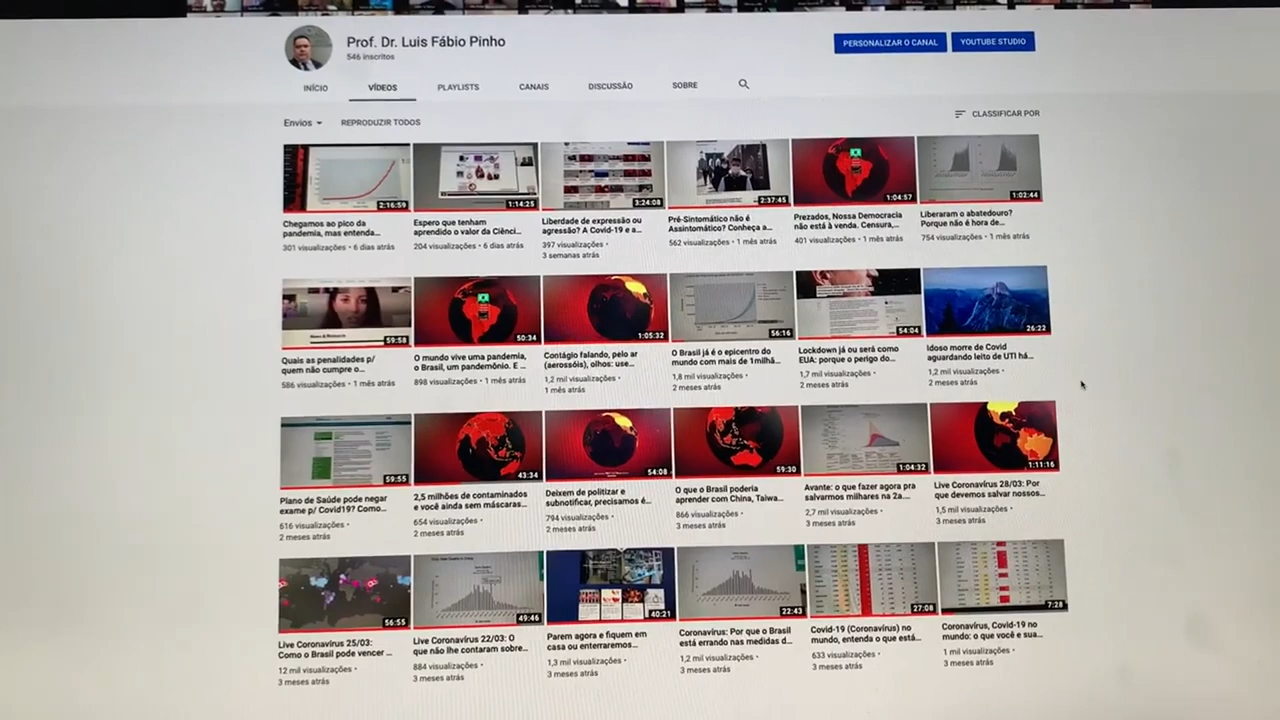 Prof. Dr. Luis Fábio Pinho
546 inscritos
PERSONALIZAR O CANAL
YOUTUBE STUDIO
INÍCIO
VÍDEOS
PLAYLISTS
CANAIS
DISCUSSÃO
SOBRE
Envios
REPRODUZIR TODOS
CLASSIFICAR POR
2:16:59
Chegamos ao pico da
pandemia, mas entenda...
301 visualizações • 6 dias atrás
1:14:25
Espero que tenham
aprendido o valor da Ciênci...
204 visualizações • 6 dias atrás
3:24:08
Liberdade de expressão ou
agressão? A Covid-19 e a...
397 visualizações •
3 semanas atrás
2:37:45
Pré-Sintomático não é
Assintomático? Conheça a...
562 visualizações • 1 mês atrás
1:04:57
Prezados, Nossa Democracia
não está à venda. Censura,...
401 visualizações • 1 mês atrás
1:02:44
Liberaram o abatedouro?
Porque não é hora de...
754 visualizações • 1 mês atrás
59:58
Quais as penalidades p/
quem não cumpre o...
586 visualizações • 1 mês atrás
50:34
O mundo vive uma pandemia,
o Brasil, um pandemônio. E ...
898 visualizações • 1 mês atrás
1:05:32
Contágio falando, pelo ar
(aerossóis), olhos: use...
1,2 mil visualizações •
1 mês atrás
56:16
O Brasil já é o epicentro do
mundo com mais de 1milhã...
1,8 mil visualizações •
2 meses atrás
54:04
Lockdown já ou será como
EUA: porque o perigo do...
1,7 mil visualizações •
2 meses atrás
26:22
Idoso morre de Covid
aguardando leito de UTI há...
1,2 mil visualizações •
2 meses atrás
59:55
Plano de Saúde pode negar
exame p/ Covid19? Como...
616 visualizações •
2 meses atrás
43:34
2,5 milhões de contaminados
e você ainda sem máscaras...
654 visualizações •
2 meses atrás
54:08
Deixem de politizar e
subnotificar, precisamos é...
794 visualizações •
2 meses atrás
59:30
O que o Brasil poderia
aprender com China, Taiwa...
866 visualizações •
3 meses atrás
1:04:32
Avante: o que fazer agora pra
salvarmos milhares na 2a....
2,7 mil visualizações •
3 meses atrás
1:11:16
Live Coronavírus 28/03: Por
que devemos salvar nossos...
1,5 mil visualizações •
3 meses atrás
56:55
Live Coronavirus 25/03:
Como o Brasil pode vencer ...
12 mil visualizações •
3 meses atrás
49:46
Live Coronavírus 22/03: O
que não lhe contaram sobre...
884 visualizações •
3 meses atrás
40:21
Parem agora e fiquem em
casa ou enterraremos...
1,3 mil visualizações •
3 meses atrás
22:43
Coronavírus: Por que o Brasil
está errando nas medidas d...
1,2 mil visualizações •
3 meses atrás
27:08
Covid-19 (Coronavírus) no
mundo, entenda o que está...
633 visualizações •
3 meses atrás
7:28
Coronavírus, Covid-19 no
mundo: o que você e sua...
1 mil visualizações •
3 meses atrás